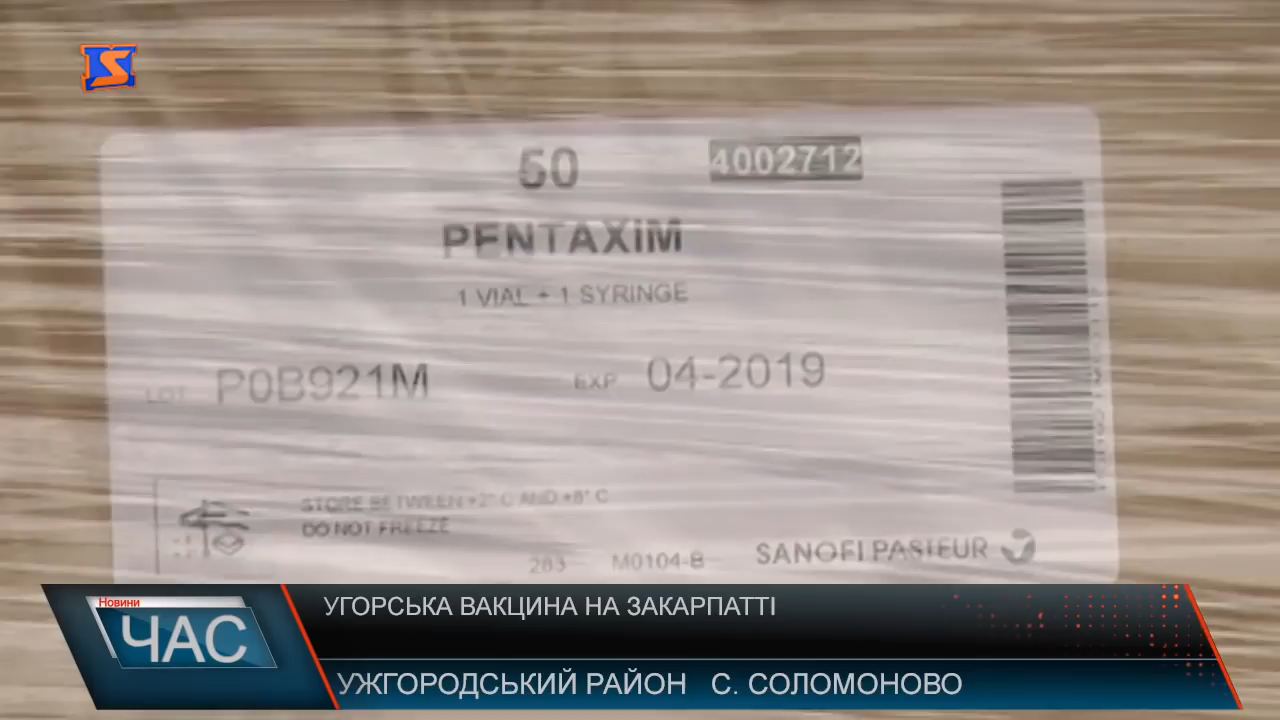 50
4002712
PENTAXiM
1 VIAL + 1 SYRINGE
LOT P0B921M EXP 04-2019
STORE BETWEEN +2° C AND +8° C
DO NOT FREEZE
283 M0104-B SANOFI PASTEUR
Новини
ЧАС
УГОРСЬКА ВАКЦИНА НА ЗАКАРПАТТІ
УЖГОРОДСЬКИЙ РАЙОН С. СОЛОМОНОВО